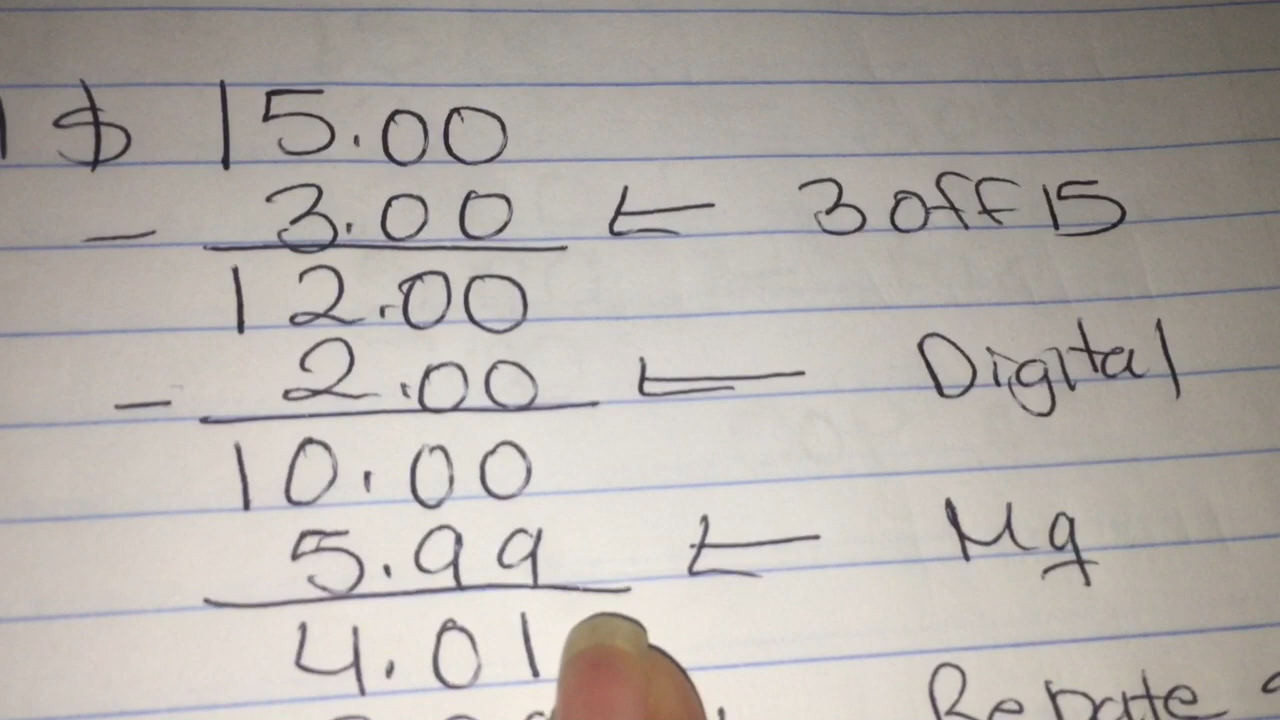 $ 15.00
- 3.00 ← 3 off 15
12.00
- 2.00 ← Digital
10.00
5.99 ← Mq
4.01
Rebate